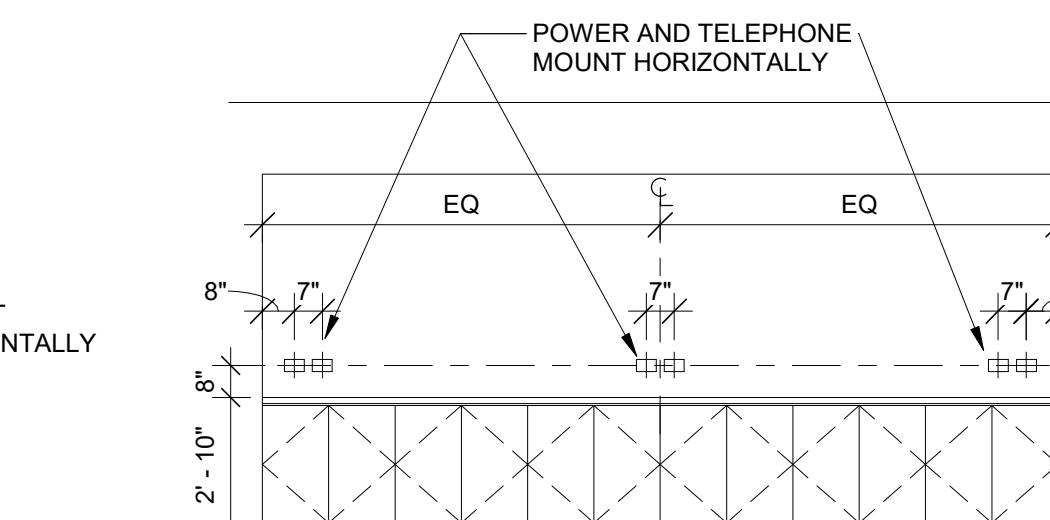 POWER AND TELEPHONE
MOUNT HORIZONTALLY
℄
EQ
EQ
8"
7"
7"
7"
NTALLY
8"
2' - 10"